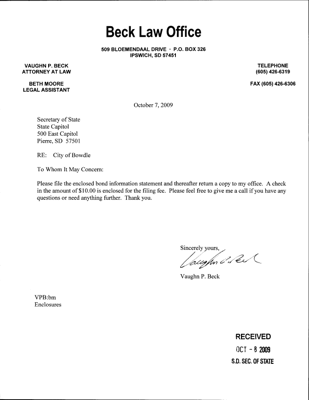 Beck Law Office
509 BLOEMENDAAL DRIVE · P.O. BOX 326
IPSWICH, SD 57451
VAUGHN P. BECK
ATTORNEY AT LAW
BETH MOORE
LEGAL ASSISTANT
TELEPHONE
(605) 426-6319
FAX (605) 426-6306
October 7, 2009
Secretary of State
State Capitol
500 East Capitol
Pierre, SD 57501
RE: City of Bowdle
To Whom It May Concern:
Please file the enclosed bond information statement and thereafter return a copy to my office. A check
in the amount of $10.00 is enclosed for the filing fee. Please feel free to give me a call if you have any
questions or need anything further. Thank you.
Sincerely yours,
Vaughn P. Beck
Vaughn P. Beck
VPB:bm
Enclosures
RECEIVED
OCT - 8 2009
S.D. SEC. OF STATE